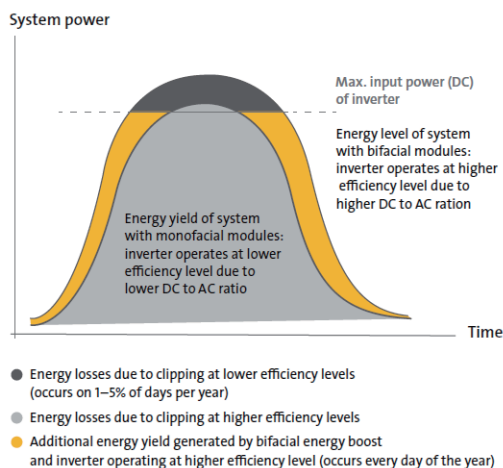 System power
Max. input power (DC)
of inverter
Energy level of system
with bifacial modules:
inverter operates at higher
efficiency level due to
higher DC to AC ration
Energy yield of system
with monofacial modules:
inverter operates at lower
efficiency level due to
lower DC to AC ratio
Time
Energy losses due to clipping at lower efficiency levels
(occurs on 1–5% of days per year)
Energy losses due to clipping at higher efficiency levels
Additional energy yield generated by bifacial energy boost
and inverter operating at higher efficiency level (occurs every day of the year)